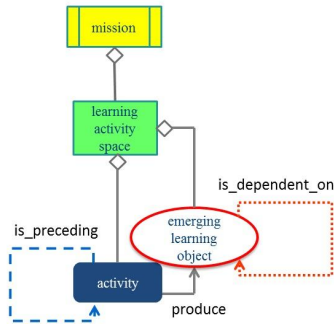 mission
learning
activity
space
is_dependent_on
emerging
learning
object
is_preceding
activity
produce